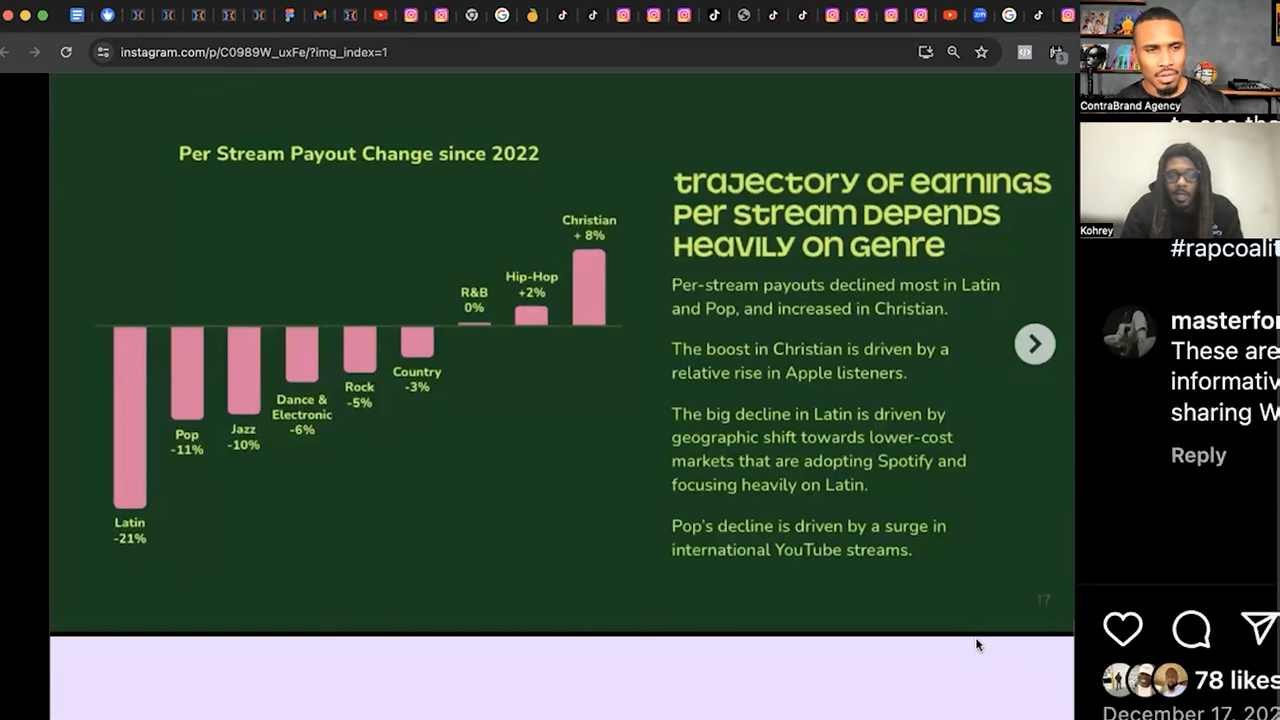 instagram.com/p/C0989W_uxFe/?img_index=1
Per Stream Payout Change since 2022
Christian
+ 8%
Hip-Hop
+2%
R&B
0%
Country
-3%
Rock
-5%
Dance &
Electronic
-6%
Jazz
-10%
Pop
-11%
Latin
-21%
Trajectory of earnings
per stream depends
heavily on genre
Per-stream payouts declined most in Latin
and Pop, and increased in Christian.
The boost in Christian is driven by a
relative rise in Apple listeners.
The big decline in Latin is driven by
geographic shift towards lower-cost
markets that are adopting Spotify and
focusing heavily on Latin.
Pop's decline is driven by a surge in
international YouTube streams.
17
ContraBrand Agency
Kohrey
#rapcoalit
masterfor
These are
informativ
sharing W
Reply
78 likes
December 17, 202